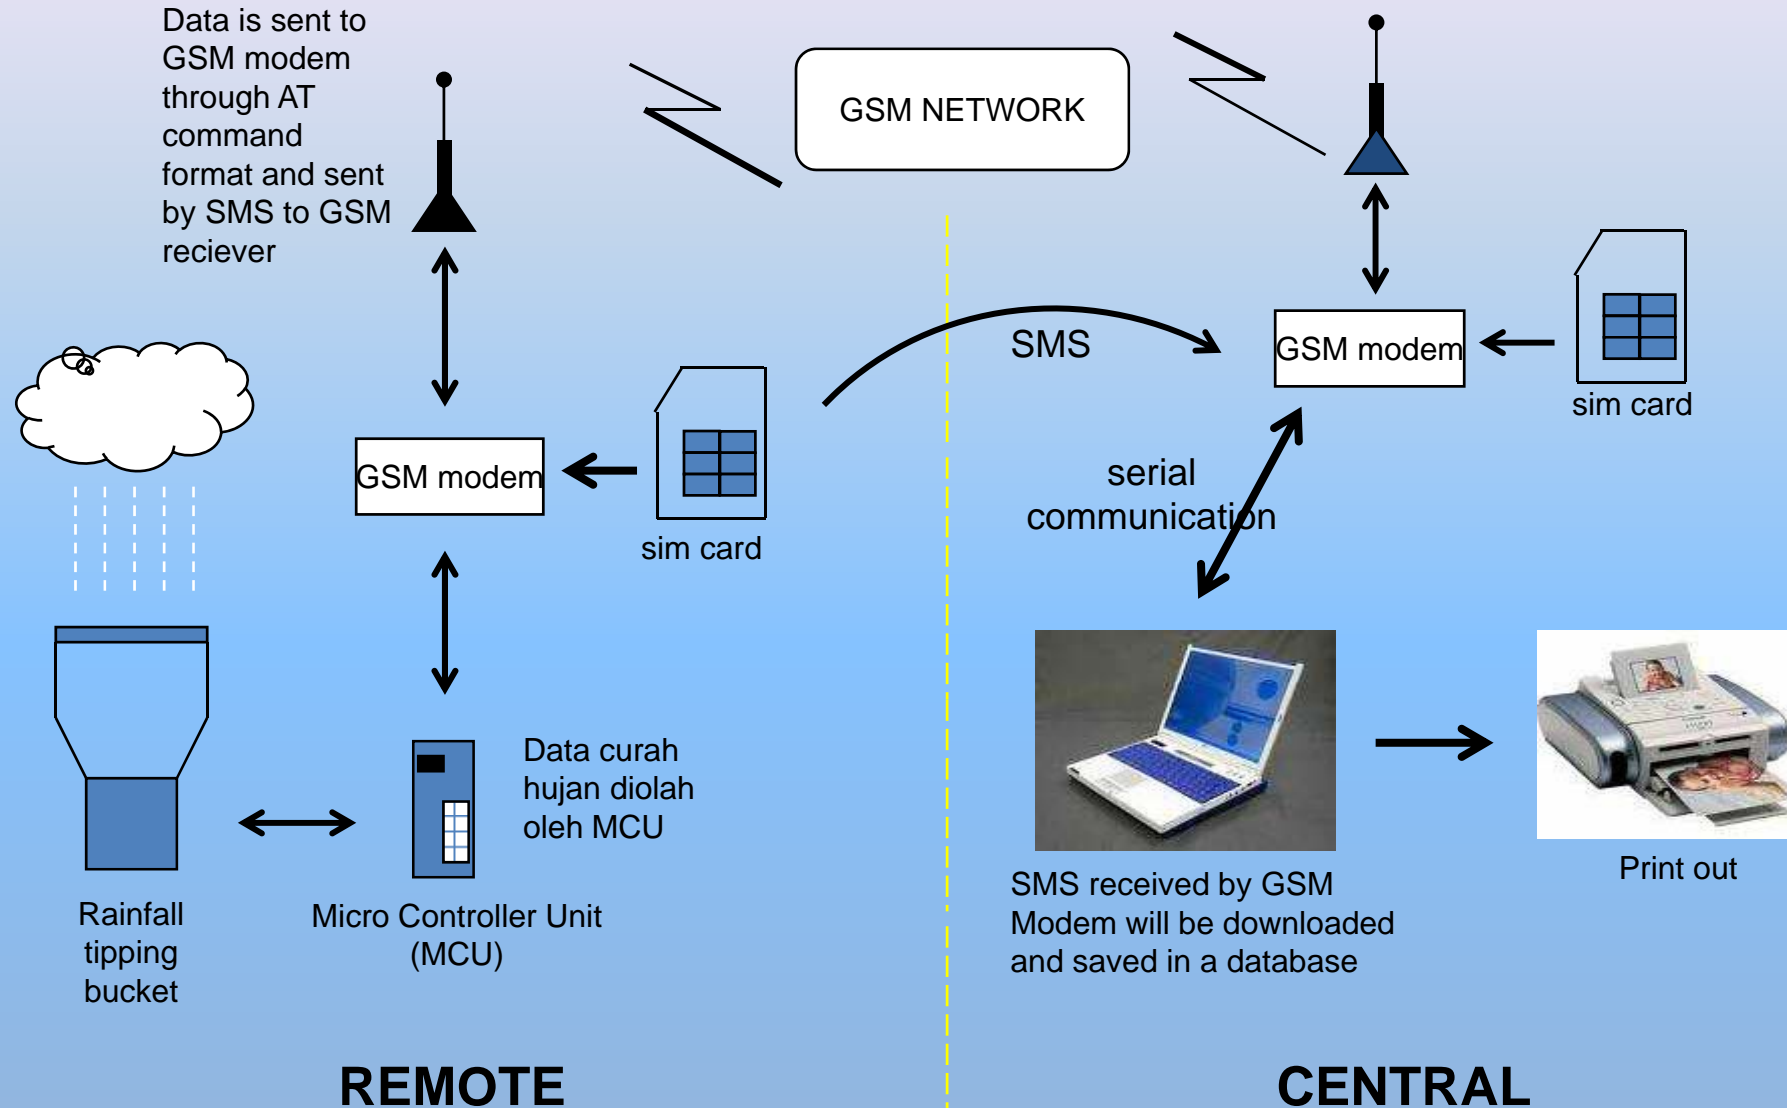 Data is sent to
GSM modem
through AT
command
format and sent
by SMS to GSM
reciever
GSM NETWORK
SMS
GSM modem
sim card
GSM modem
sim card
serial
communication
Data curah
hujan diolah
oleh MCU
Rainfall
tipping
bucket
Micro Controller Unit
(MCU)
SMS received by GSM
Modem will be downloaded
and saved in a database
Print out
REMOTE
CENTRAL